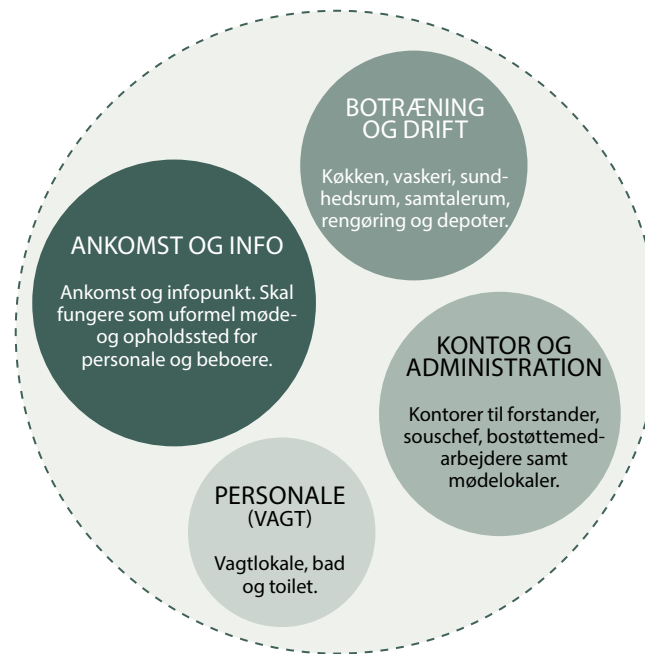 BOTRÆNING
OG DRIFT
Køkken, vaskeri, sund-
hedsrum, samtalerum,
rengøring og depoter.
ANKOMST OG INFO
Ankomst og infopunkt. Skal
fungere som uformel møde-
og opholdssted for
personale og beboere.
KONTOR OG
ADMINISTRATION
Kontorer til forstander,
souschef, bostøttemed-
arbejdere samt
mødelokaler.
PERSONALE
(VAGT)
Vagtlokale, bad
og toilet.